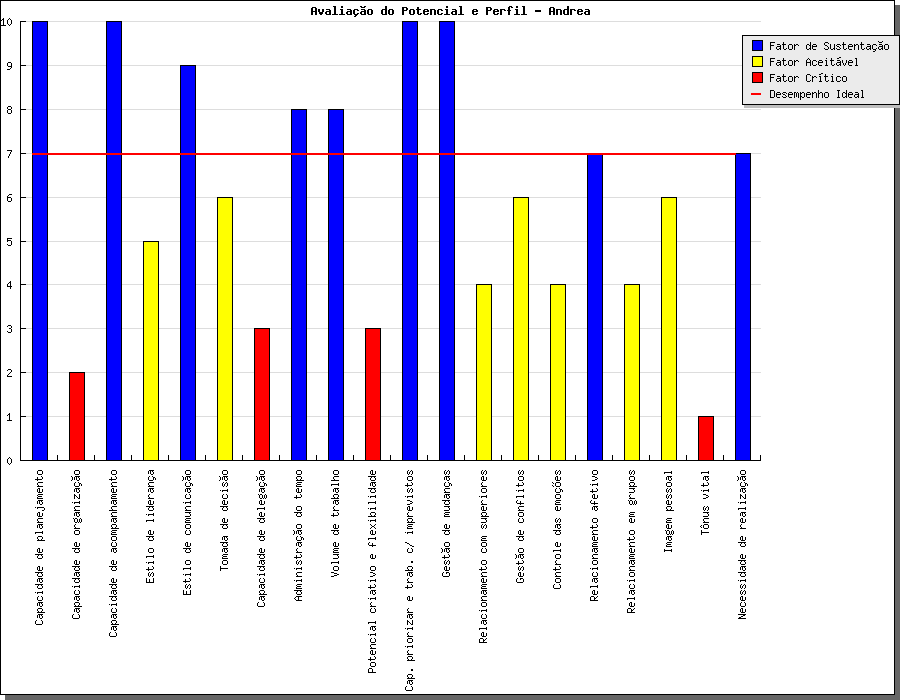 Avaliação do Potencial e Perfil - Andrea
Fator de Sustentação
Fator Aceitável
Fator Crítico
Desempenho Ideal
10
9
8
7
6
5
4
3
2
1
0
Capacidade de planejamento
Capacidade de organização
Capacidade de acompanhamento
Estilo de liderança
Estilo de comunicação
Tomada de decisão
Capacidade de delegação
Administração do tempo
Volume de trabalho
Potencial criativo e flexibilidade
Cap. priorizar e trab. c/ imprevistos
Gestão de mudanças
Relacionamento com superiores
Gestão de conflitos
Controle das emoções
Relacionamento afetivo
Relacionamento em grupos
Imagem pessoal
Tônus vital
Necessidade de realização